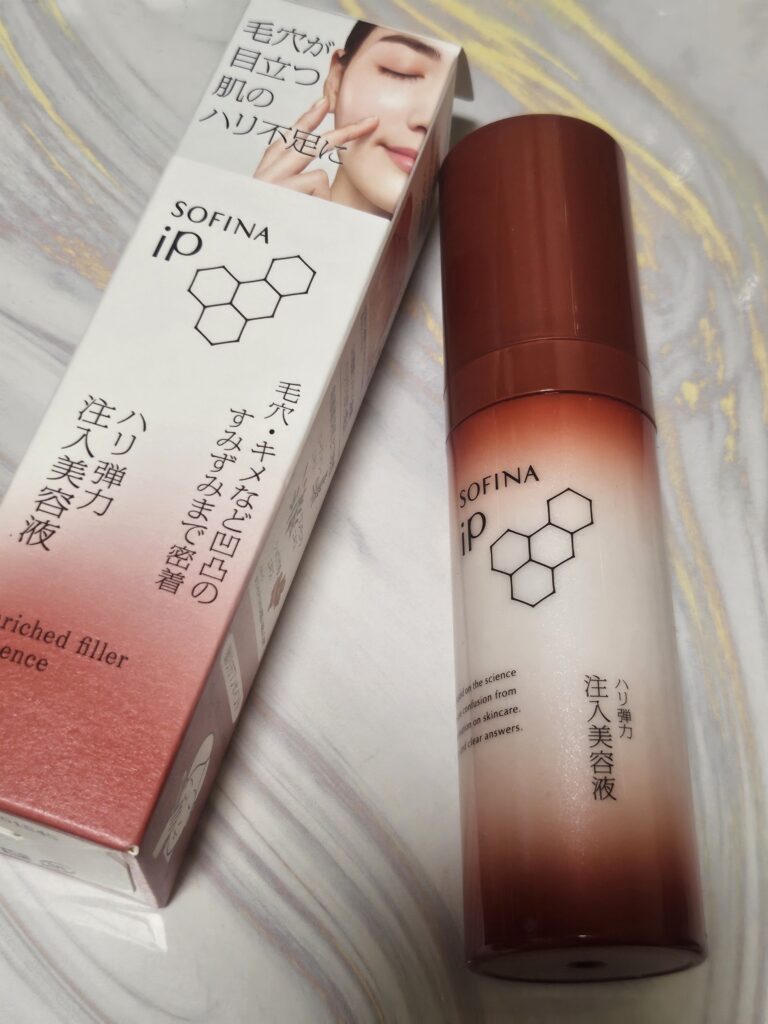 毛穴が
目立つ
肌の
ハリ不足に
SOFINA
iP
毛穴・キメなど凹凸の
すみずみまで密着
ハリ弾力
注入美容液
filler
SOFINA
iP
on the science
confusion from
on skincare.
clear answers.
ハリ弾力
注入美容液